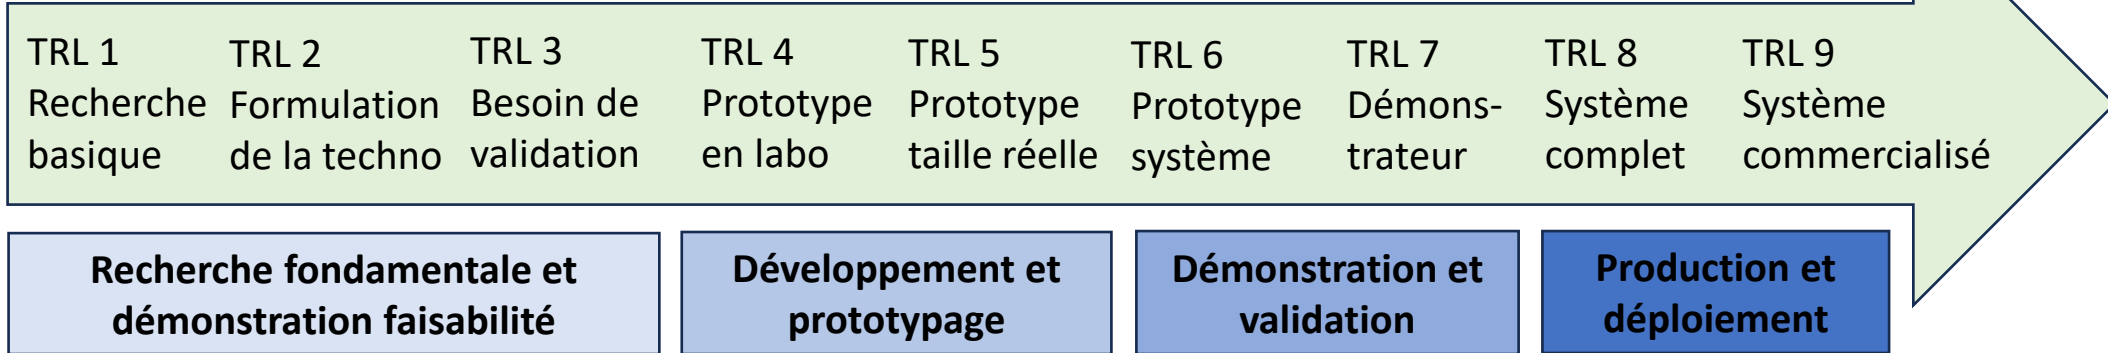 TRL 1
Recherche
basique
TRL 2
Formulation
de la techno
TRL 3
Besoin de
validation
TRL 4
Prototype
en labo
TRL 5
Prototype
taille réelle
TRL 6
Prototype
système
TRL 7
Démons-
trateur
TRL 8
Système
complet
TRL 9
Système
commercialisé
Recherche fondamentale et
démonstration faisabilité
Développement et
prototypage
Démonstration et
validation
Production et
déploiement